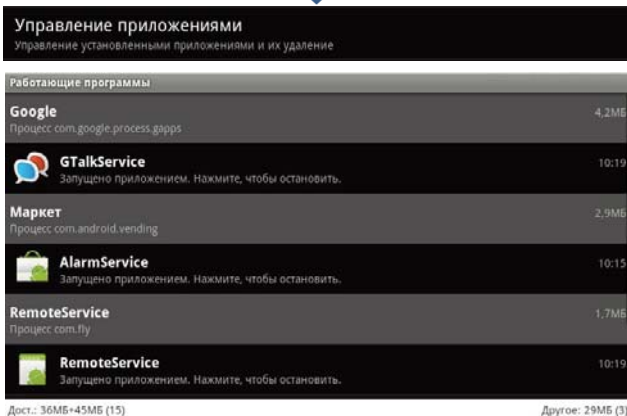 Управление приложениями
Управление установленными приложениями и их удаление
Работающие программы
Google
4,2МБ
Процесс com.google.process.gapps
GTalkService
10:19
Запущено приложением. Нажмите, чтобы остановить.
Маркет
2,9МБ
Процесс com.android.vending
AlarmService
10:15
Запущено приложением. Нажмите, чтобы остановить.
RemoteService
1,7МБ
Процесс com.fly
RemoteService
10:19
Запущено приложением. Нажмите, чтобы остановить.
Дост.: 36МБ+45МБ (15)
Другое: 29МБ (3)